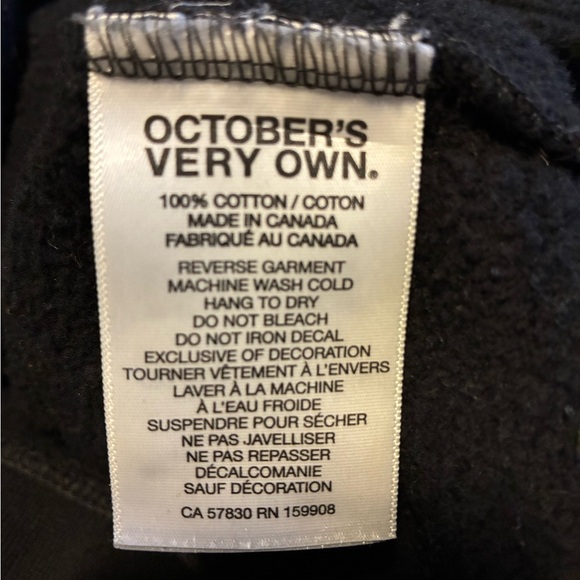 OCTOBER'S
VERY OWN®
100% COTTON / COTON
MADE IN CANADA
FABRIQUÉ AU CANADA
REVERSE GARMENT
MACHINE WASH COLD
HANG TO DRY
DO NOT BLEACH
DO NOT IRON DECAL
EXCLUSIVE OF DECORATION
TOURNER VÊTEMENT À L'ENVERS
LAVER À LA MACHINE
À L'EAU FROIDE
SUSPENDRE POUR SÉCHER
NE PAS JAVELLISER
NE PAS REPASSER
DÉCALCOMANIE
SAUF DÉCORATION
CA 57830 RN 159908